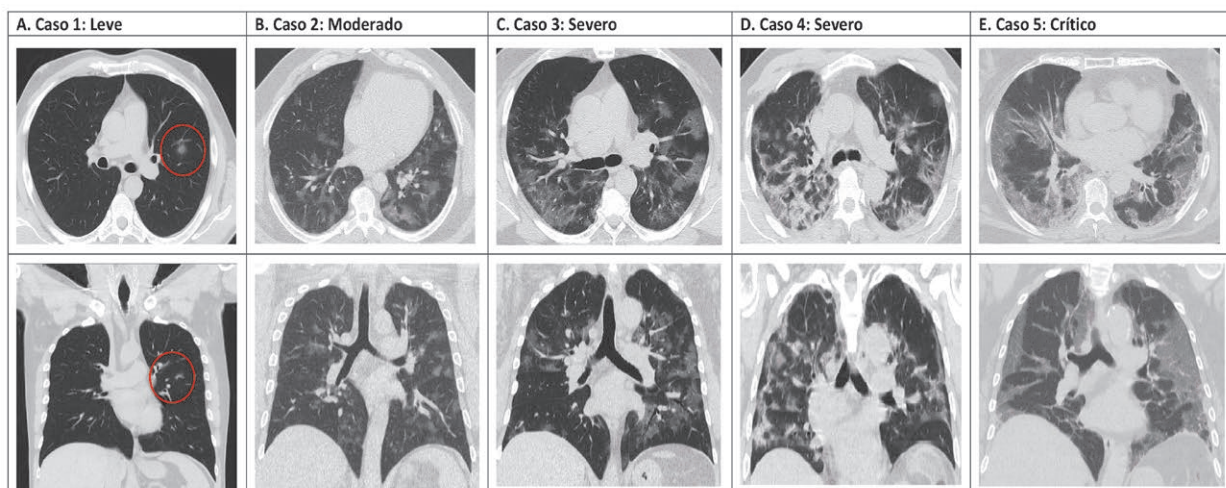 A. Caso 1: Leve
B. Caso 2: Moderado
C. Caso 3: Severo
D. Caso 4: Severo
E. Caso 5: Crítico